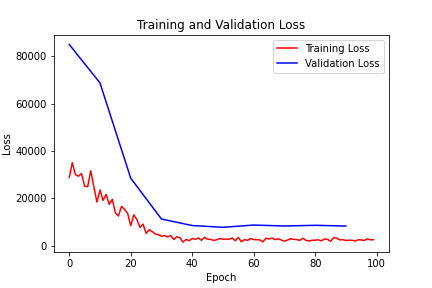 Training and Validation Loss
Training Loss
Validation Loss
80000
60000
40000
20000
0
Loss
0 20 40 60 80 100
Epoch